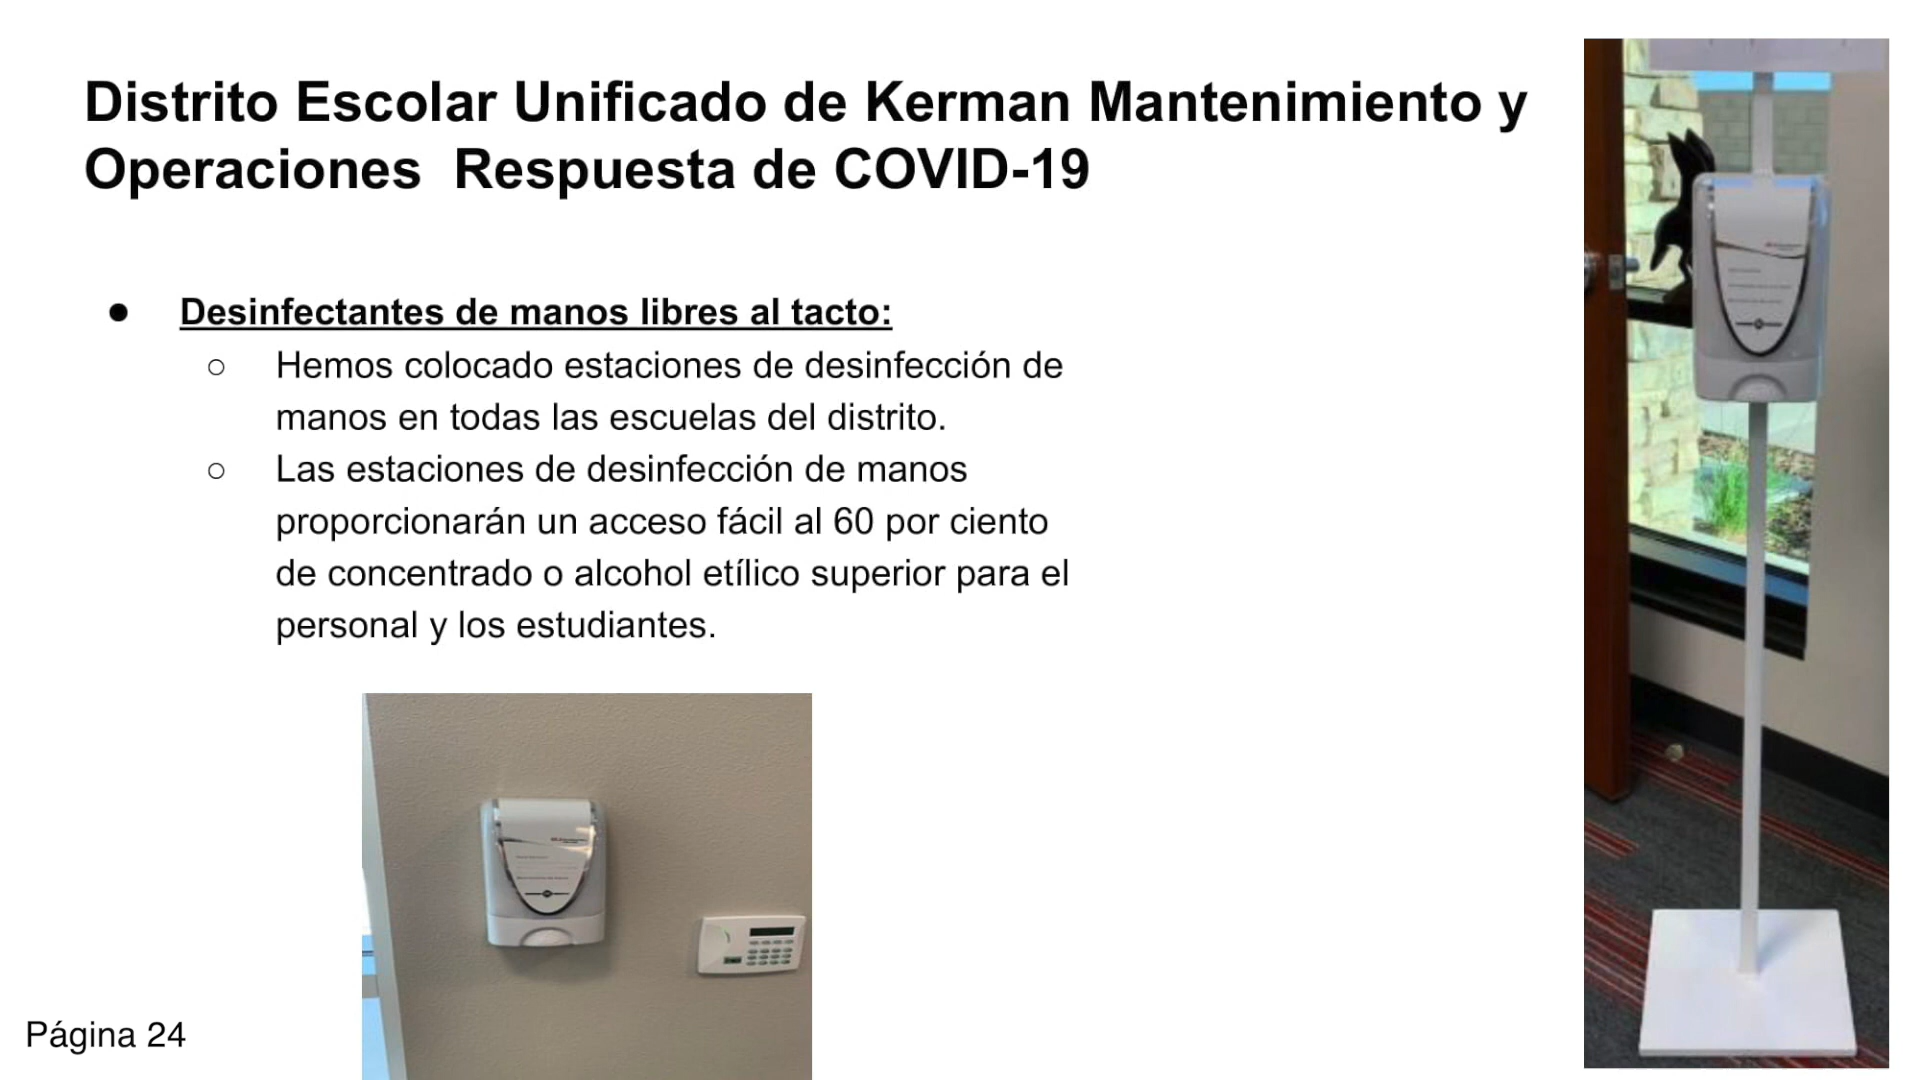 Distrito Escolar Unificado de Kerman Mantenimiento y
Operaciones Respuesta de COVID-19
● Desinfectantes de manos libres al tacto:
○ Hemos colocado estaciones de desinfección de
manos en todas las escuelas del distrito.
○ Las estaciones de desinfección de manos
proporcionarán un acceso fácil al 60 por ciento
de concentrado o alcohol etílico superior para el
personal y los estudiantes.
Página 24